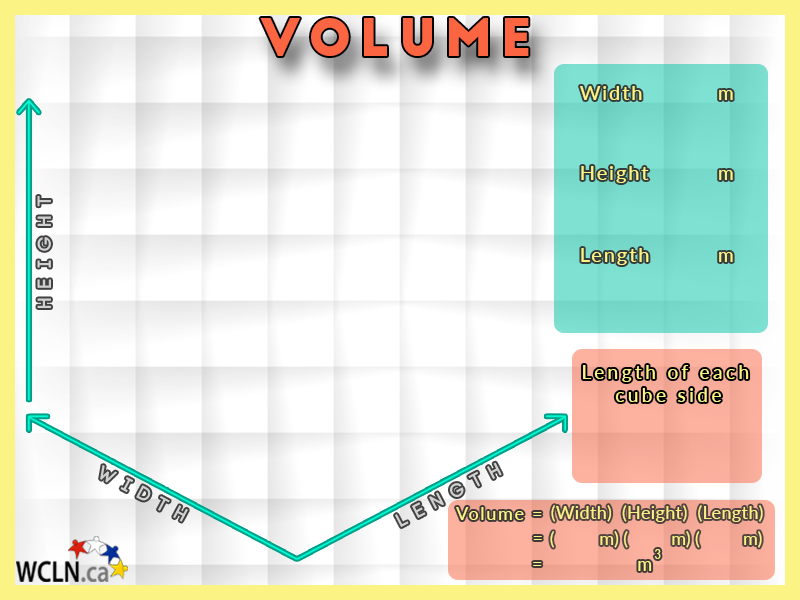 VOLUME
Width m
Height m
Length m
HEIGHT
Length of each
cube side
WIDTH
LENGTH
Volume = (Width) (Height) (Length)
= ( m) ( m) ( m)
= m³
WCLN.ca